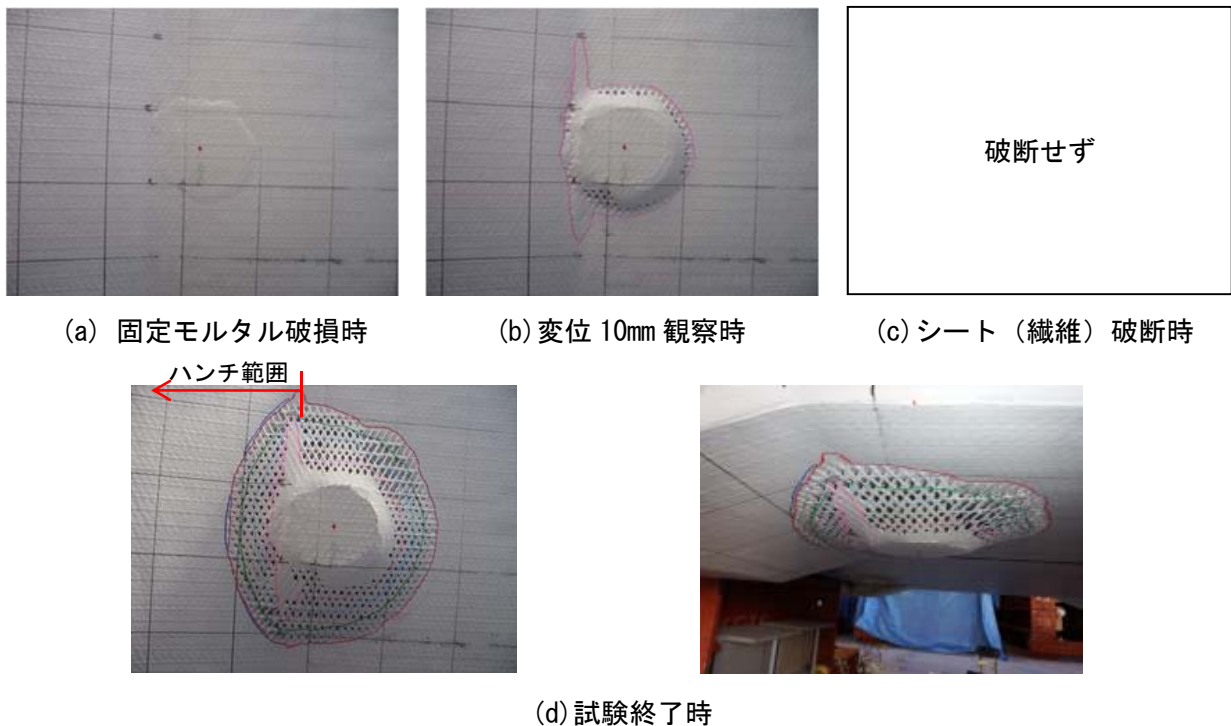 破断せず
(a) 固定モルタル破損時
(b)変位 10mm 観察時
(c)シート（繊維）破断時
ハンチ範囲
(d)試験終了時